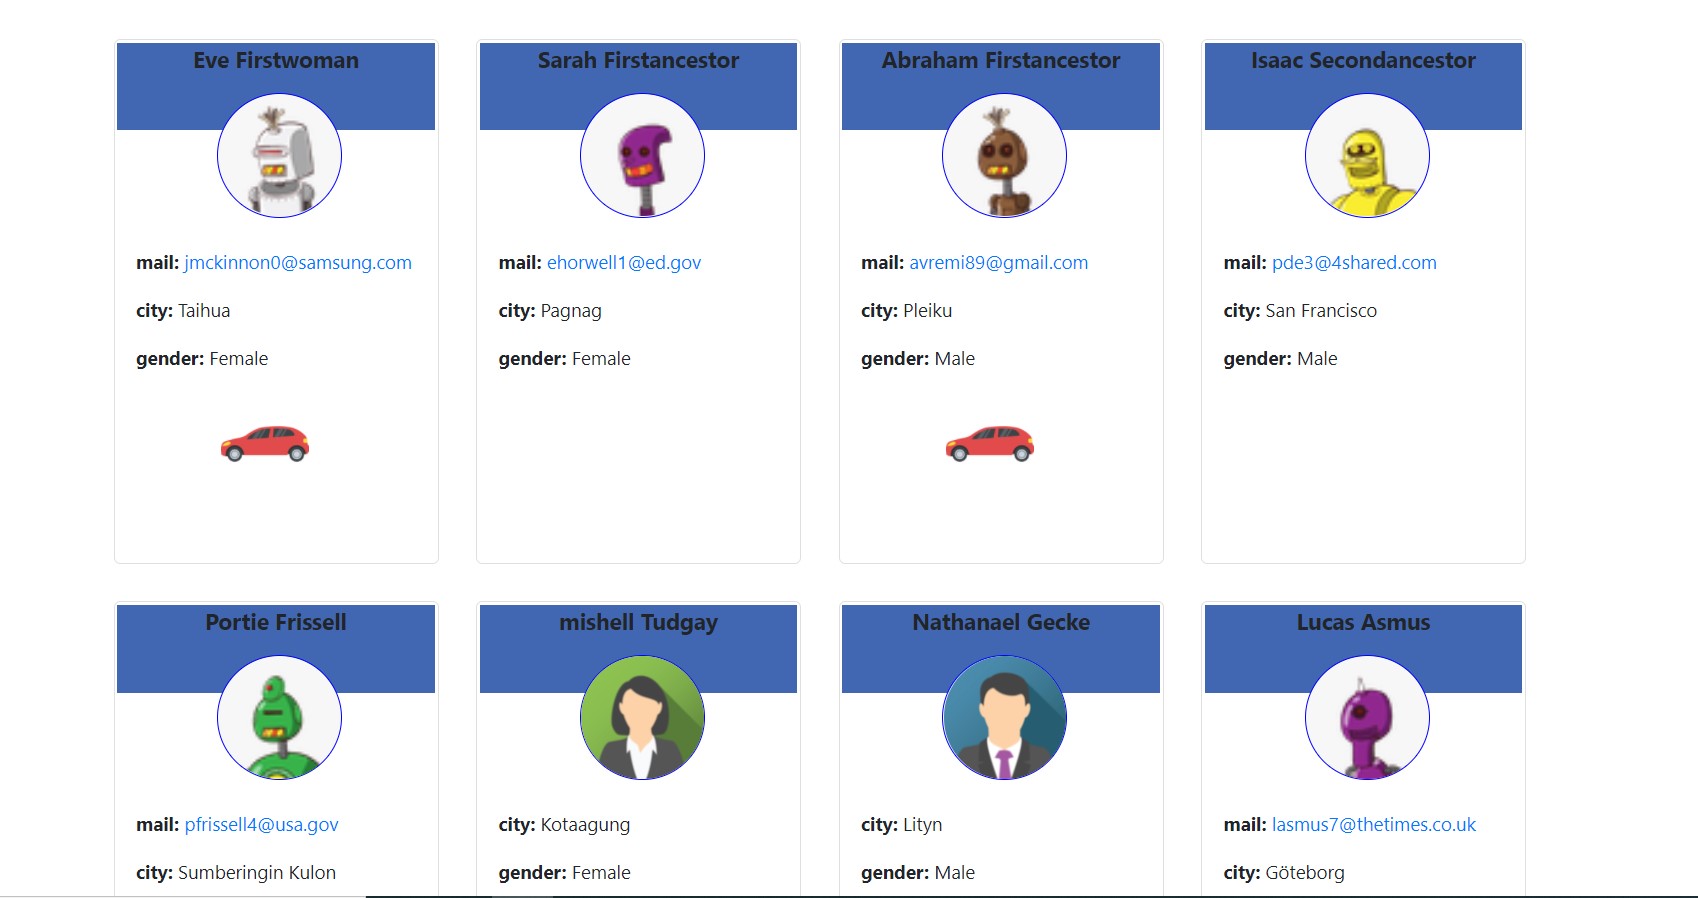 Eve Firstwoman
mail: jmckinnon0@samsung.com
city: Taihua
gender: Female
Sarah Firstancestor
mail: ehorwell1@ed.gov
city: Pagnag
gender: Female
Abraham Firstancestor
mail: avremi89@gmail.com
city: Pleiku
gender: Male
Isaac Secondancestor
mail: pde3@4shared.com
city: San Francisco
gender: Male
Portie Frissell
mail: pfrissell4@usa.gov
city: Sumberingin Kulon
mishell Tudgay
city: Kotaagung
gender: Female
Nathanael Gecke
city: Lityn
gender: Male
Lucas Asmus
mail: lasmus7@thetimes.co.uk
city: Göteborg